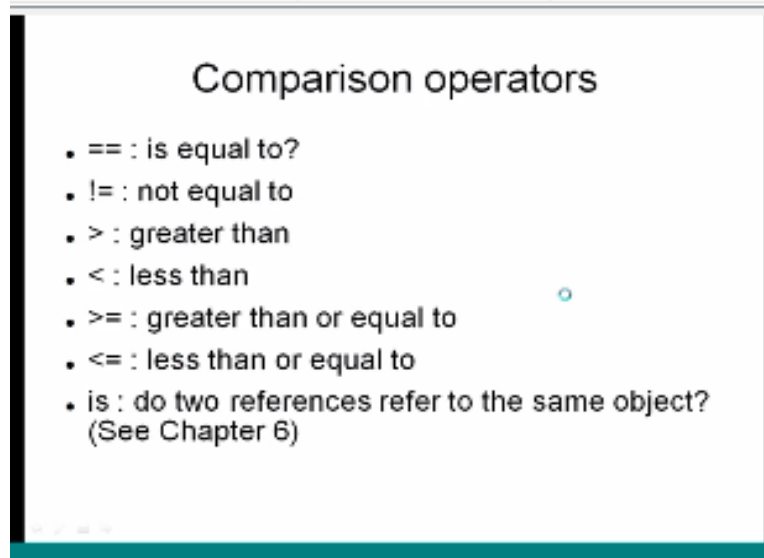 Comparison operators
• == : is equal to?
• != : not equal to
• > : greater than
• < : less than
• >= : greater than or equal to
• <= : less than or equal to
• is : do two references refer to the same object?
(See Chapter 6)